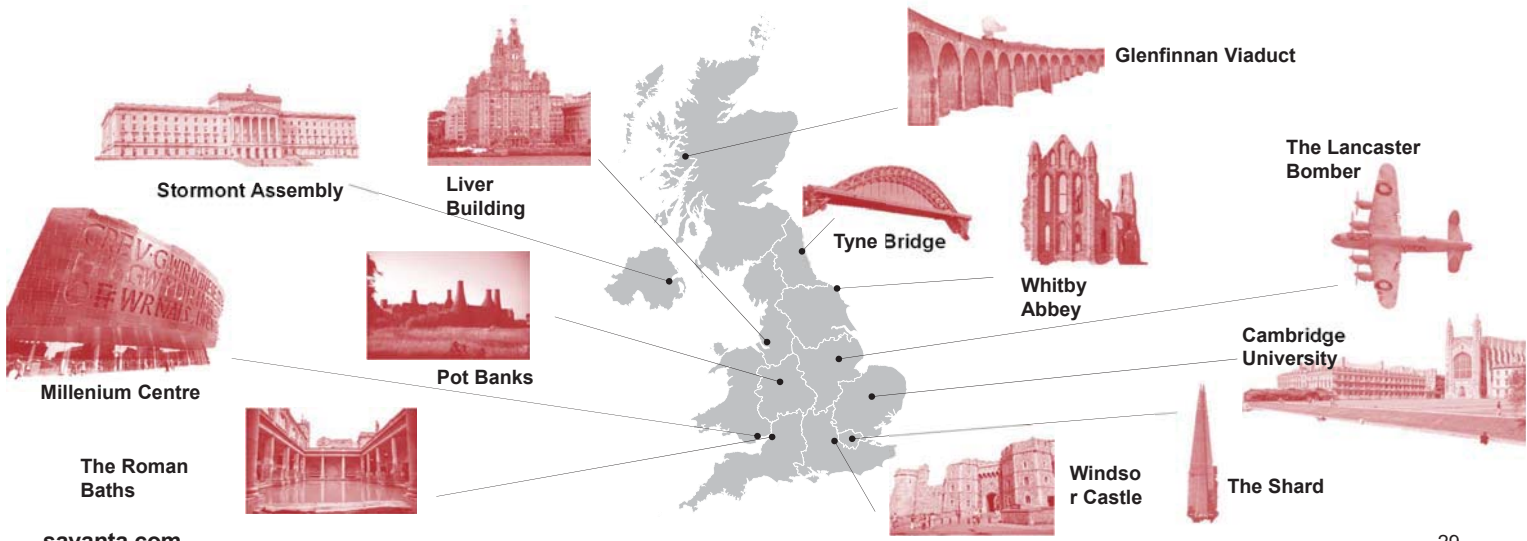 Glenfinnan Viaduct
The Lancaster
Bomber
Stormont Assembly
Liver
Building
Tyne Bridge
Whitby
Abbey
Cambridge
University
Millenium Centre
Pot Banks
The Roman
Baths
Windso
r Castle
The Shard
savanta.com